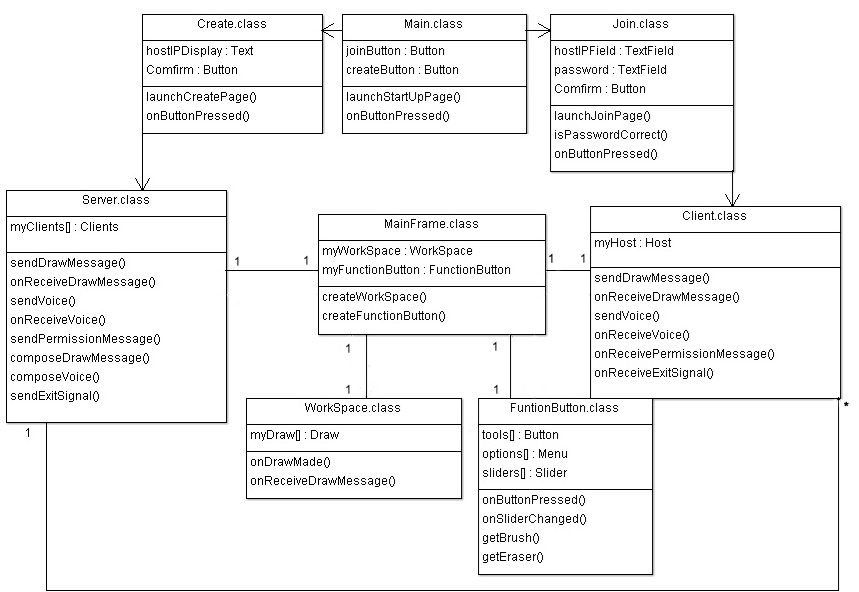 Create.class
hostIPDisplay : Text
Comfirm : Button
launchCreatePage()
onButtonPressed()
Main.class
joinButton : Button
createButton : Button
launchStartUpPage()
onButtonPressed()
Join.class
hostIPField : TextField
password : TextField
Comfirm : Button
launchJoinPage()
isPasswordCorrect()
onButtonPressed()
Server.class
myClients[] : Clients
sendDrawMessage()
onReceiveDrawMessage()
sendVoice()
onReceiveVoice()
sendPermissionMessage()
composeDrawMessage()
composeVoice()
sendExitSignal()
1
1
MainFrame.class
myWorkSpace : WorkSpace
myFunctionButton : FunctionButton
createWorkSpace()
createFunctionButton()
1
1
Client.class
myHost : Host
sendDrawMessage()
onReceiveDrawMessage()
sendVoice()
onReceiveVoice()
onReceivePermissionMessage()
onReceiveExitSignal()
1
1
1
1
WorkSpace.class
myDraw[] : Draw
onDrawMade()
onReceiveDrawMessage()
FuntionButton.class
tools[] : Button
options[] : Menu
sliders[] : Slider
onButtonPressed()
onSliderChanged()
getBrush()
getEraser()
1
*